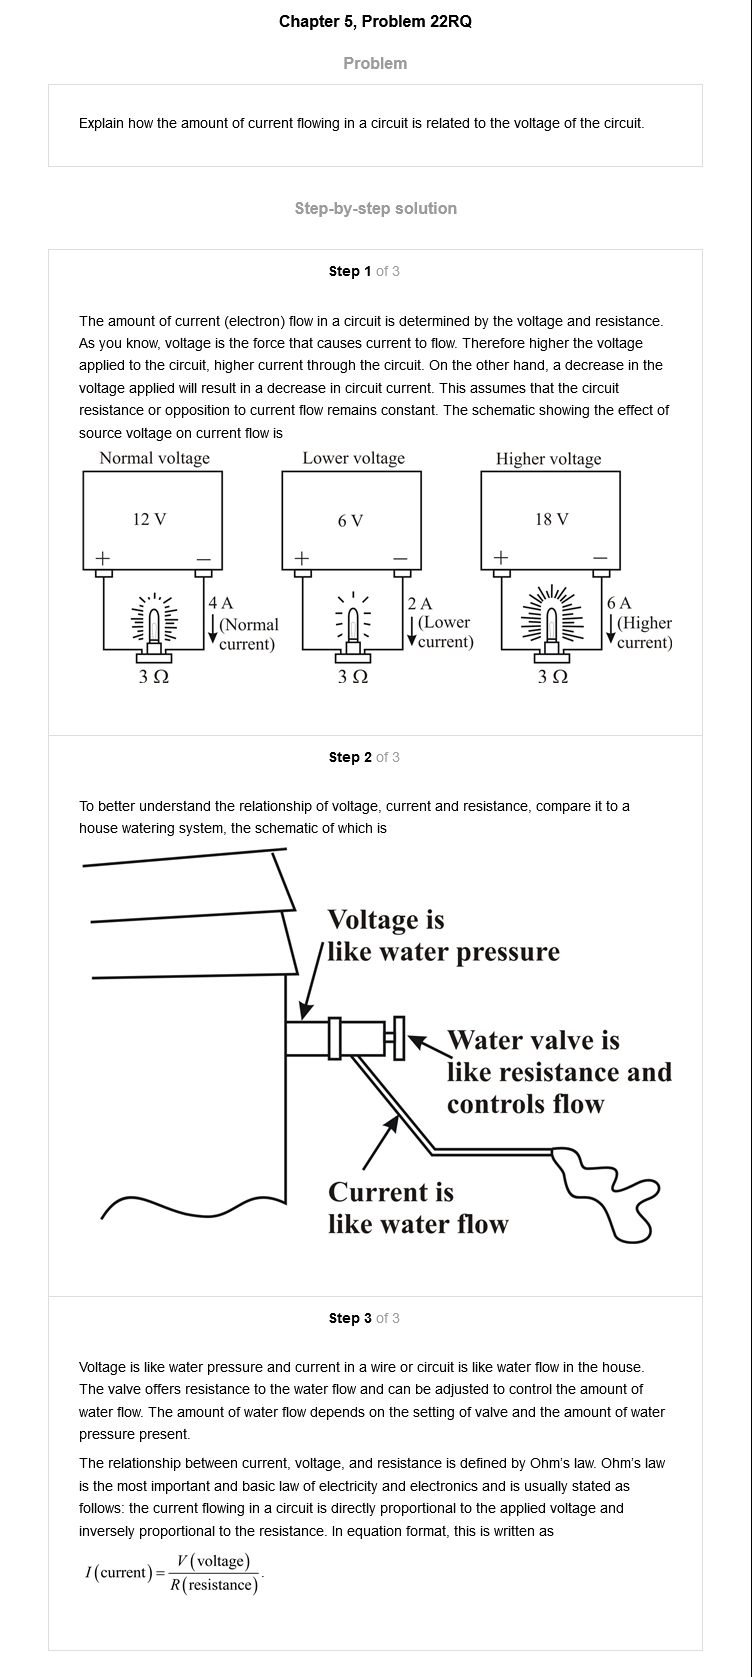 Chapter 5, Problem 22RQ
Problem
Explain how the amount of current flowing in a circuit is related to the voltage of the circuit.
Step-by-step solution
Step 1 of 3
The amount of current (electron) flow in a circuit is determined by the voltage and resistance.
As you know, voltage is the force that causes current to flow. Therefore higher the voltage
applied to the circuit, higher current through the circuit. On the other hand, a decrease in the
voltage applied will result in a decrease in circuit current. This assumes that the circuit
resistance or opposition to current flow remains constant. The schematic showing the effect of
source voltage on current flow is
Normal voltage
12 V
+ −
4 A
(Normal
current)
3 Ω
Lower voltage
6 V
+ −
2 A
(Lower
current)
3 Ω
Higher voltage
18 V
+ −
6 A
(Higher
current)
3 Ω
Step 2 of 3
To better understand the relationship of voltage, current and resistance, compare it to a
house watering system, the schematic of which is
Voltage is
like water pressure
Water valve is
like resistance and
controls flow
Current is
like water flow
Step 3 of 3
Voltage is like water pressure and current in a wire or circuit is like water flow in the house.
The valve offers resistance to the water flow and can be adjusted to control the amount of
water flow. The amount of water flow depends on the setting of valve and the amount of water
pressure present.
The relationship between current, voltage, and resistance is defined by Ohm's law. Ohm's law
is the most important and basic law of electricity and electronics and is usually stated as
follows: the current flowing in a circuit is directly proportional to the applied voltage and
inversely proportional to the resistance. In equation format, this is written as
I(current) = V(voltage) / R(resistance).